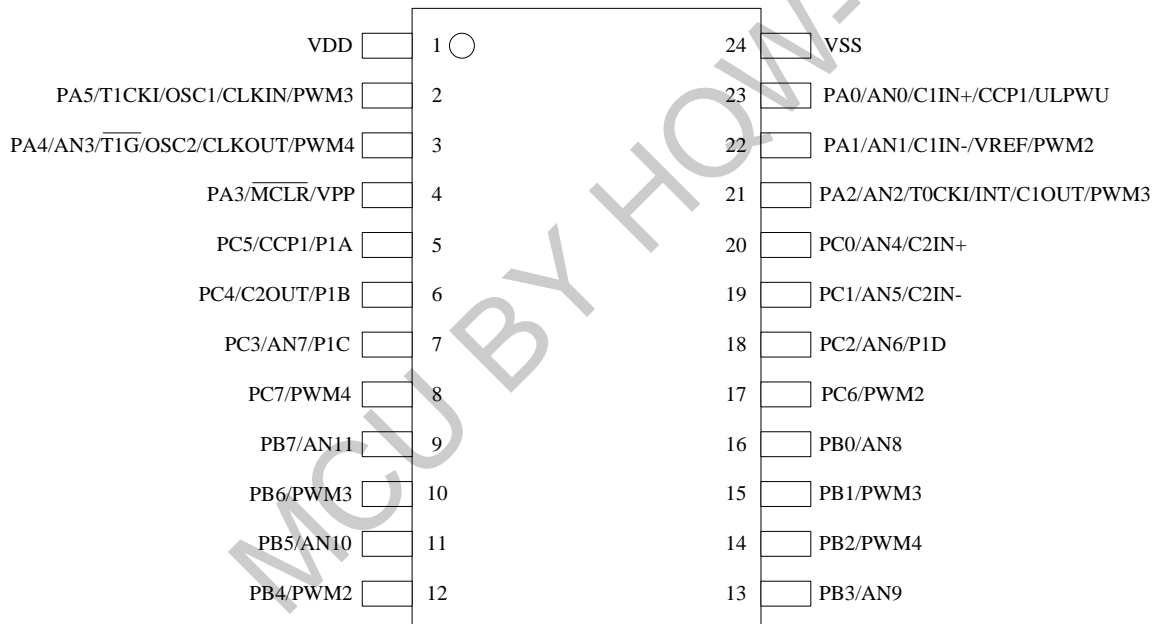 VDD 1 24 VSS
PA5/T1CKI/OSC1/CLKIN/PWM3 2 23 PA0/AN0/C1IN+/CCP1/ULPWU
PA4/AN3/T1G/OSC2/CLKOUT/PWM4 3 22 PA1/AN1/C1IN-/VREF/PWM2
PA3/MCLR/VPP 4 21 PA2/AN2/T0CKI/INT/C1OUT/PWM3
PC5/CCP1/P1A 5 20 PC0/AN4/C2IN+
PC4/C2OUT/P1B 6 19 PC1/AN5/C2IN-
PC3/AN7/P1C 7 18 PC2/AN6/P1D
PC7/PWM4 8 17 PC6/PWM2
PB7/AN11 9 16 PB0/AN8
PB6/PWM3 10 15 PB1/PWM3
PB5/AN10 11 14 PB2/PWM4
PB4/PWM2 12 13 PB3/AN9
MCU BY HQW-